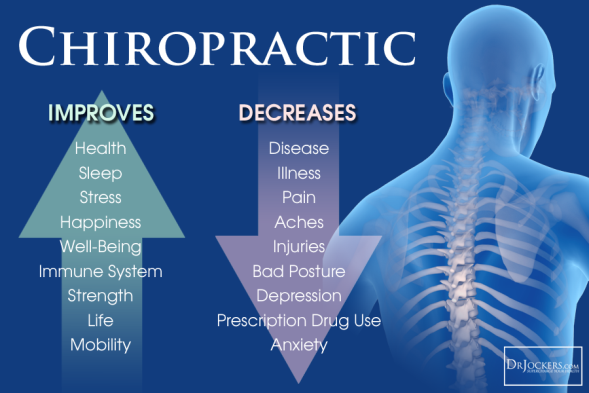 CHIROPRACTIC
IMPROVES
Health
Sleep
Stress
Happiness
Well-Being
Immune System
Strength
Life
Mobility
DECREASES
Disease
Illness
Pain
Aches
Injuries
Bad Posture
Depression
Prescription Drug Use
Anxiety
DRJOCKERS.COM